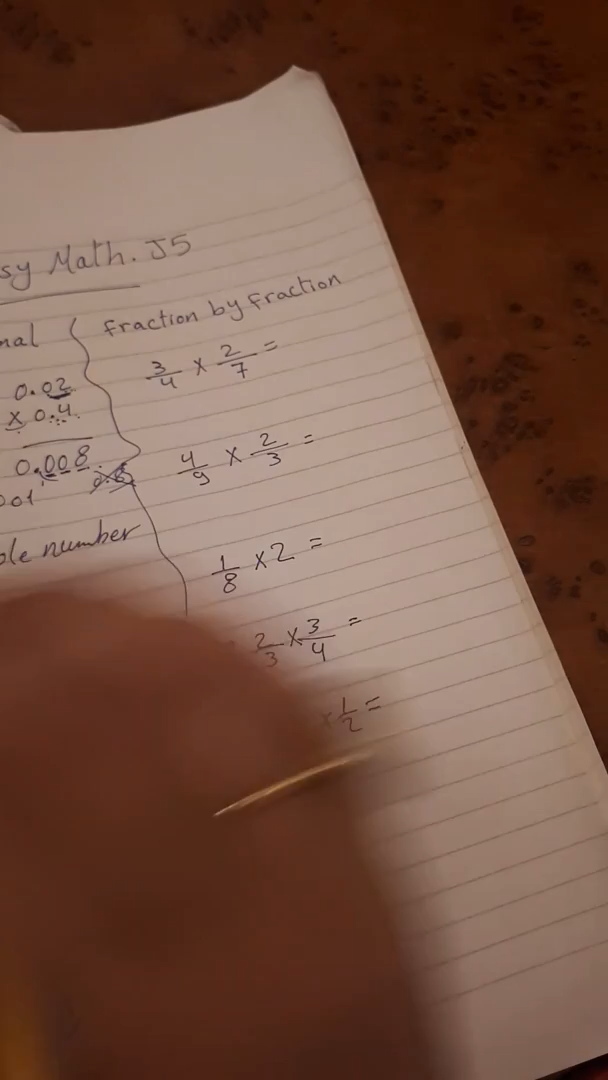 sy Math. J5
nal
0.02
x 0.4
0.008
001
ole number
fraction by fraction
3/4 x 2/7 =
4/9 x 2/3 =
1/8 x 2 =
2/3 x 3/4 =
x 1/2 =